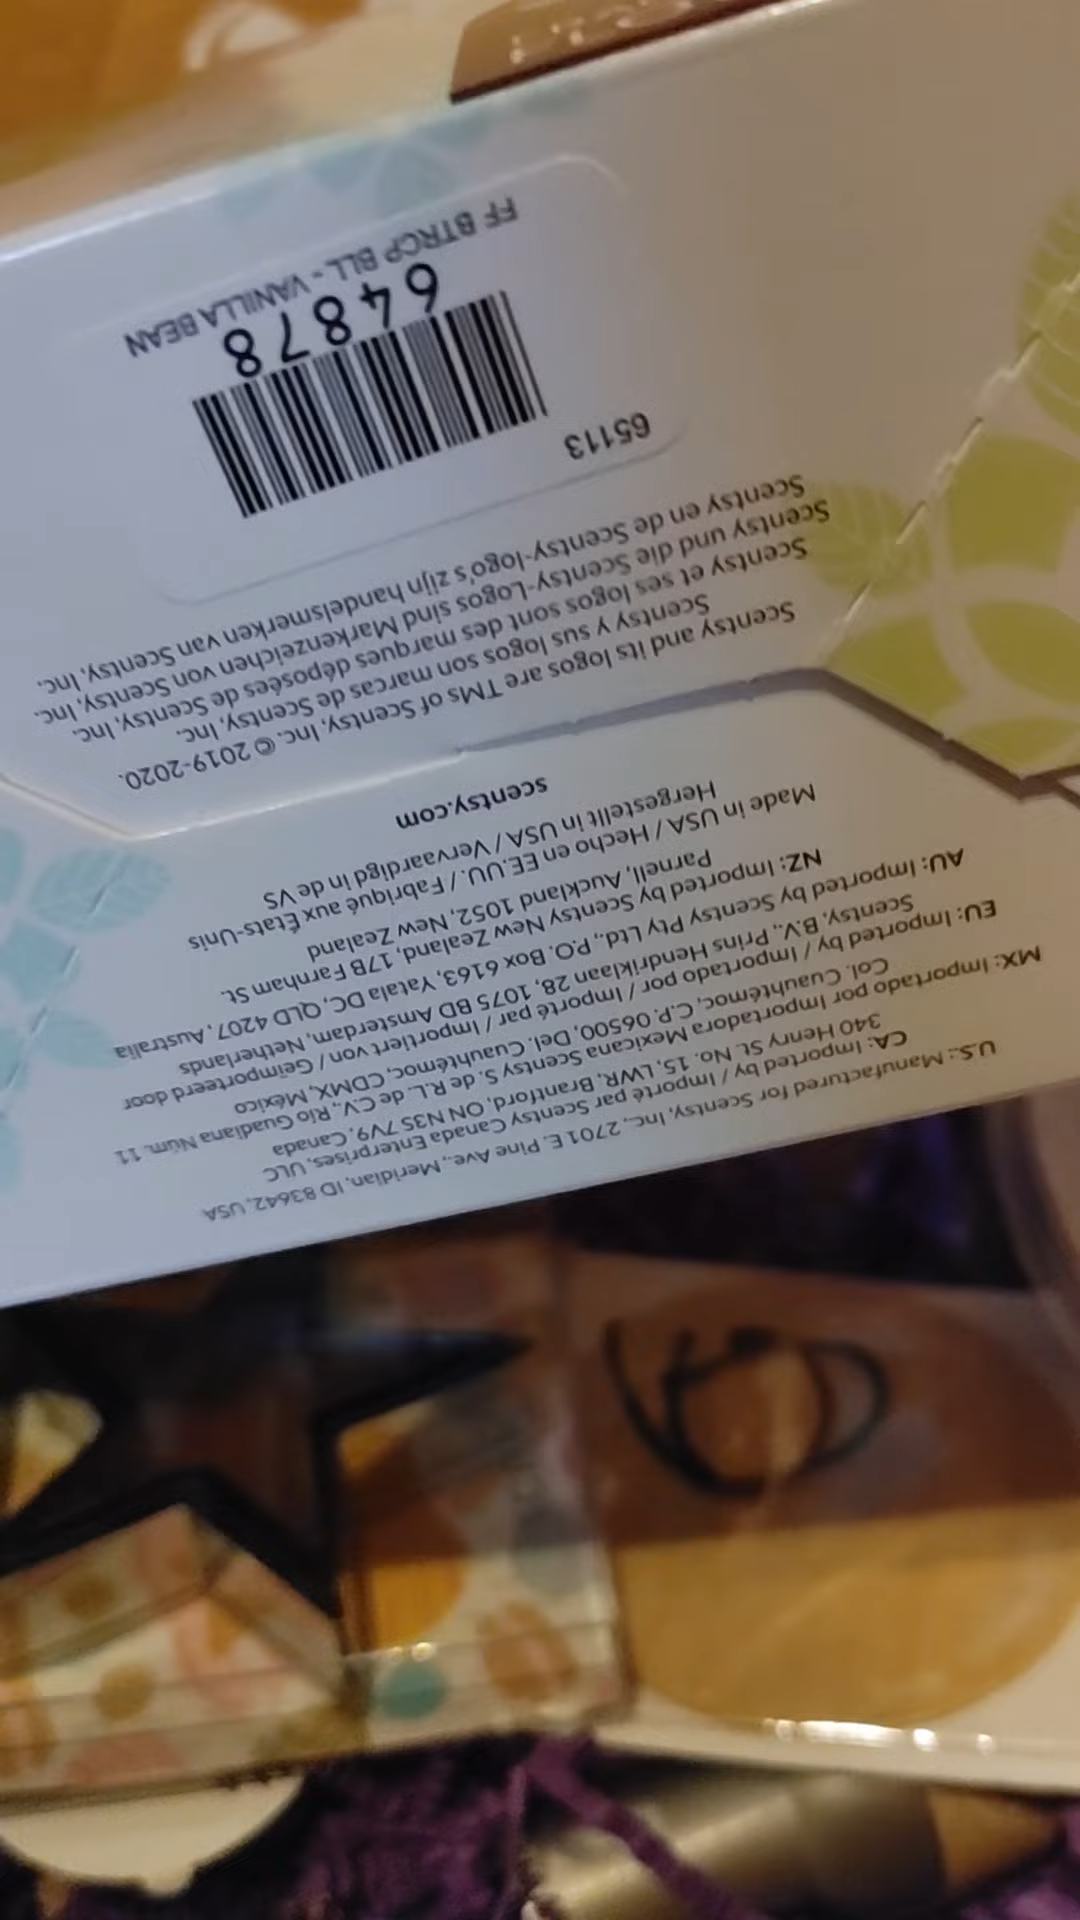 U.S.: Manufactured for Scentsy, Inc., 2701 E. Pine Ave., Meridian, ID 83642, USA
CA: Imported by / Importé par Scentsy Canada Enterprises, ULC
340 Henry St. No. 15, LWR, Brantford, ON N3S 7V9, Canada
MX: Importado por Importadora Mexicana Scentsy S. de R.L. de C.V., Río Guadiana Núm. 11
Col. Cuauhtémoc, C.P. 06500, Del. Cuauhtémoc, CDMX, México
EU: Imported by / Importado por / Importé par / Importiert von / Geïmporteerd door
Scentsy, B.V., Prins Hendriklaan, 28, 1075 BD Amsterdam, Netherlands
AU: Imported by Scentsy Pty Ltd., P.O. Box 6163, Yatala DC, QLD 4207, Australia
NZ: Imported by Scentsy New Zealand, 17B Farnham St.
Parnell, Auckland 1052, New Zealand
Made in USA / Hecho en EE.UU. / Fabriqué aux États-Unis
Hergestellt in USA / Vervaardigd in de VS
scentsy.com
Scentsy and its logos are TMs of Scentsy, Inc. © 2019-2020.
Scentsy y sus logos son marcas de Scentsy, Inc.
Scentsy et ses logos sont des marques déposées de Scentsy, Inc.
Scentsy und die Scentsy-Logos sind Markenzeichen von Scentsy, Inc.
Scentsy en de Scentsy-logo's zijn handelsmerken van Scentsy, Inc.
65113
64878
FF BTRCP BLL - VANILLA BEAN